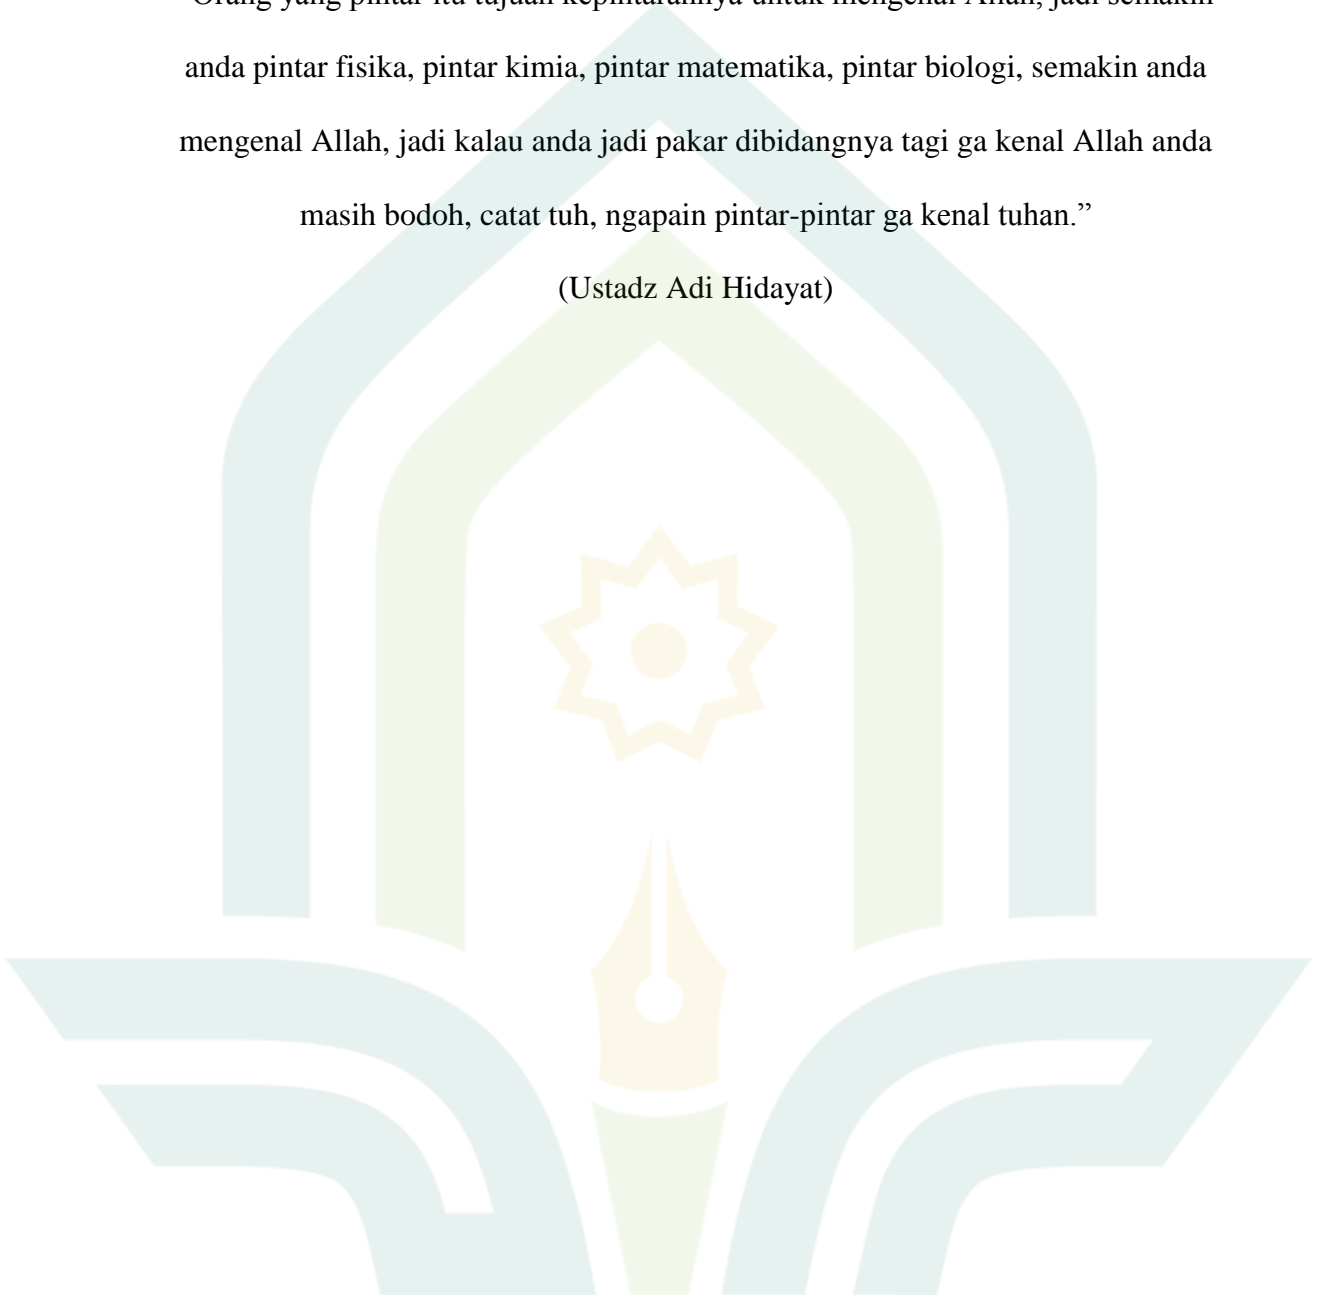 Orang yang pintar itu tujuan kepintarannya untuk mengenal Allah, jadi semakin
anda pintar fisika, pintar kimia, pintar matematika, pintar biologi, semakin anda
mengenal Allah, jadi kalau anda jadi pakar dibidangnya tagi ga kenal Allah anda
masih bodoh, catat tuh, ngapain pintar-pintar ga kenal tuhan.”
(Ustadz Adi Hidayat)